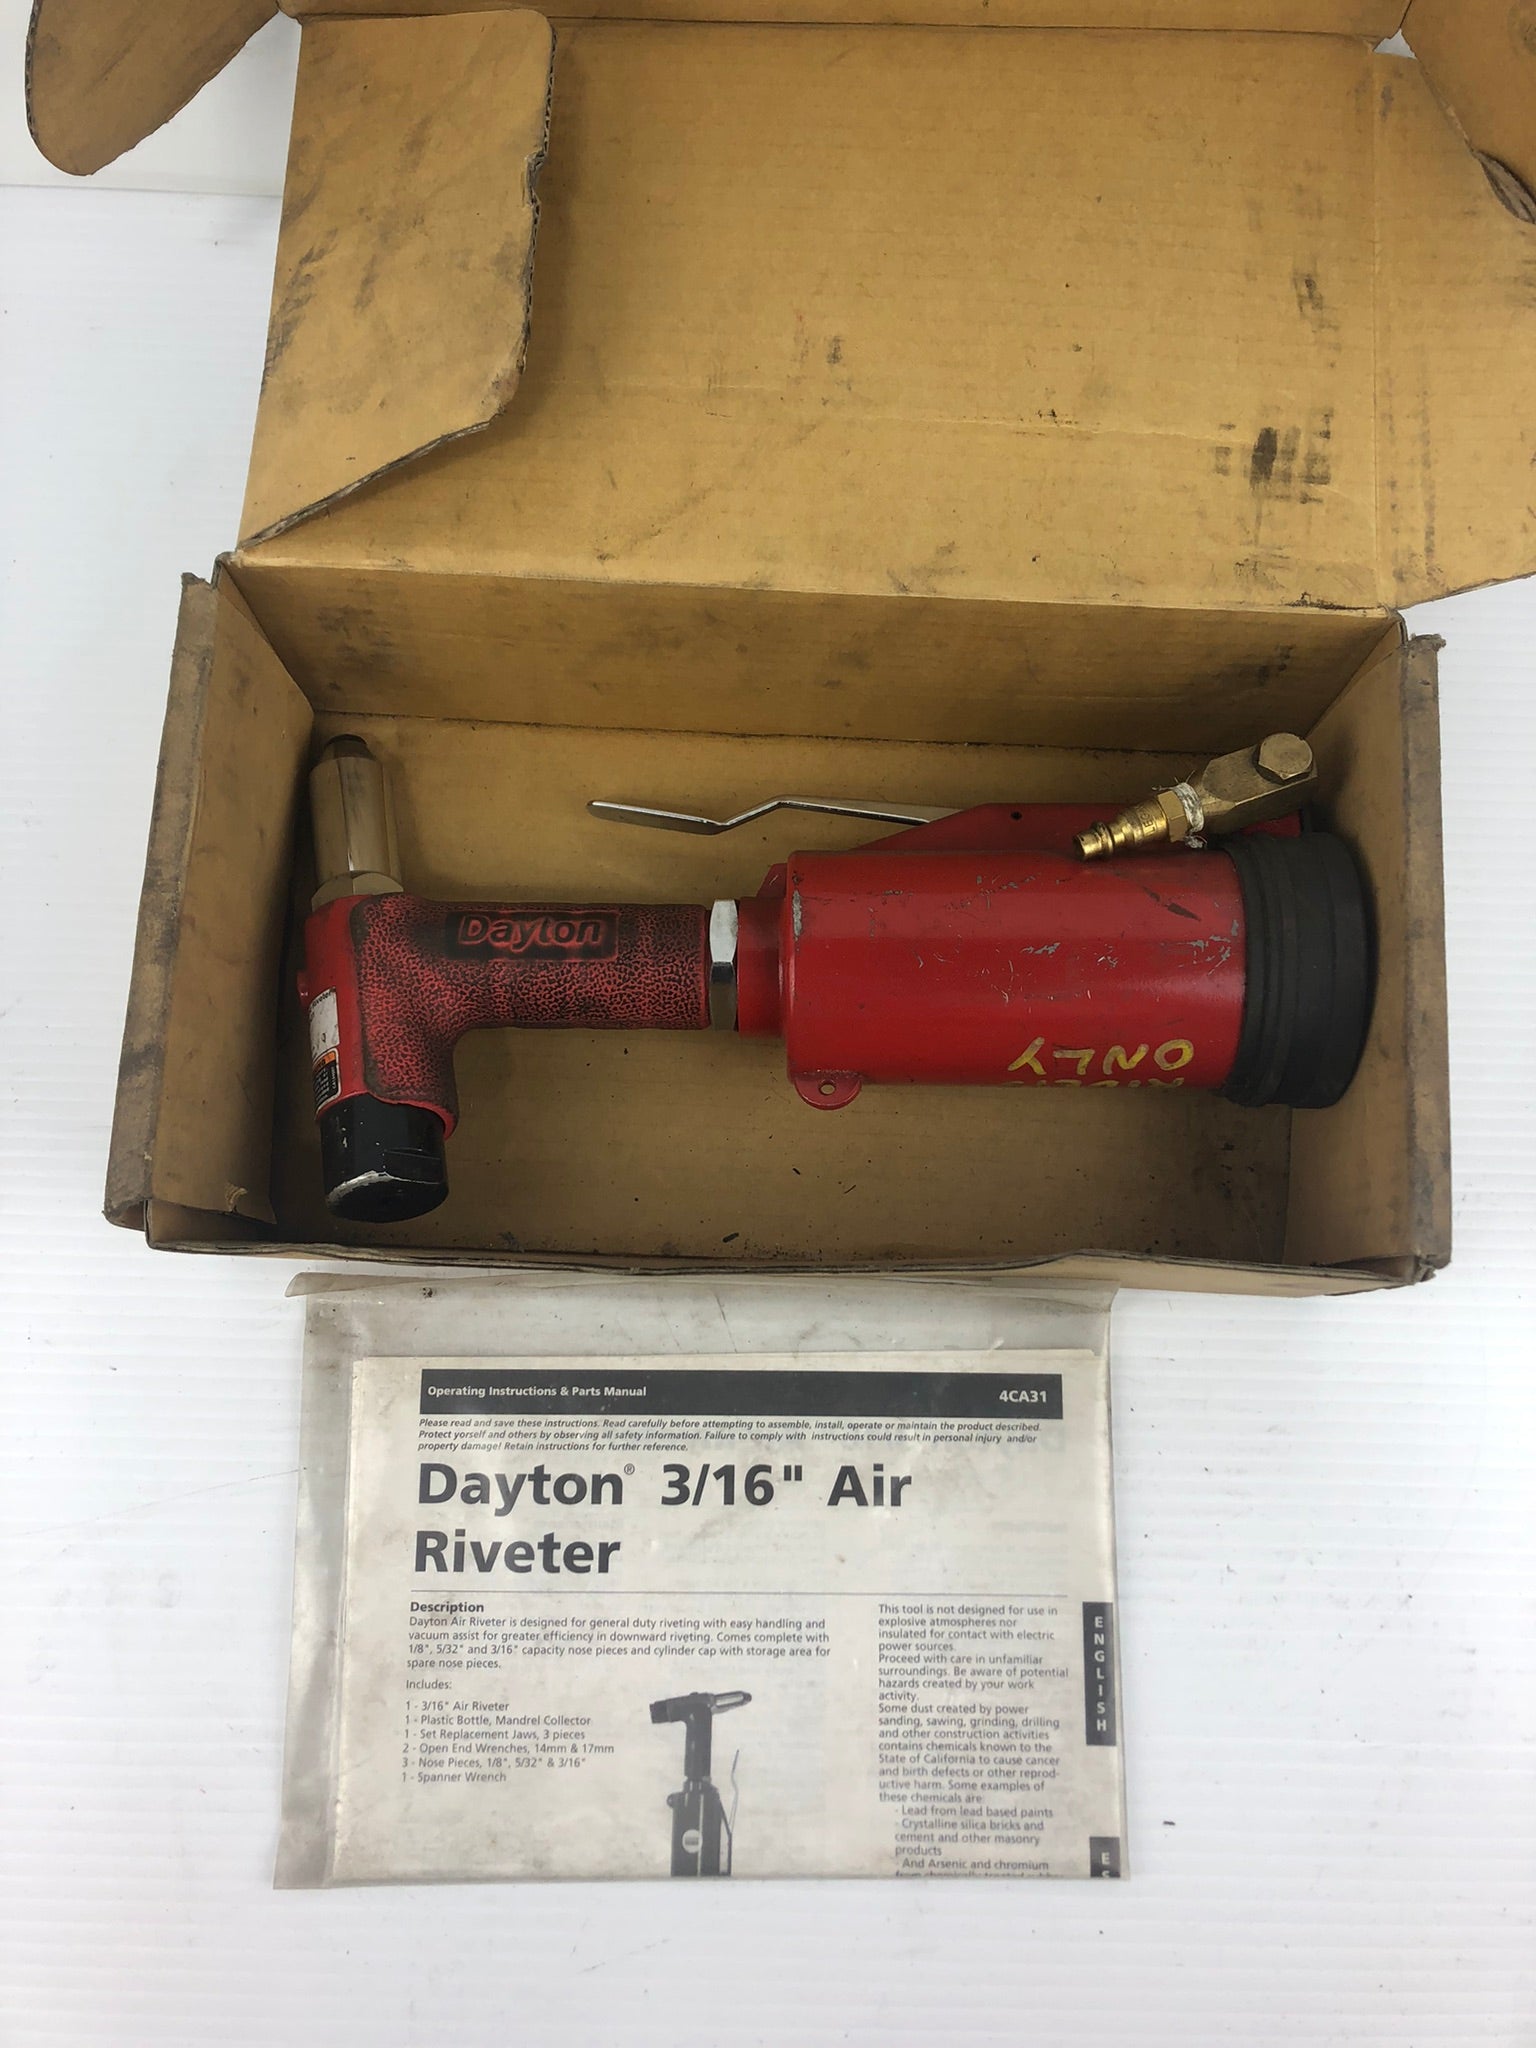 Dayton
ONLY
Operating Instructions & Parts Manual
4CA31
Please read and save these instructions. Read carefully before attempting to assemble, install, operate or maintain the product described.
Protect yorself and others by observing all safety information. Failure to comply with instructions could result in personal injury and/or
property damage! Retain instructions for further reference.
Dayton® 3/16" Air
Riveter
Description
Dayton Air Riveter is designed for general duty riveting with easy handling and
vacuum assist for greater efficiency in downward riveting. Comes complete with
1/8", 5/32" and 3/16" capacity nose pieces and cylinder cap with storage area for
spare nose pieces.
Includes:
1 - 3/16" Air Riveter
1 - Plastic Bottle, Mandrel Collector
1 - Set Replacement Jaws, 3 pieces
2 - Open End Wrenches, 14mm & 17mm
3 - Nose Pieces, 1/8", 5/32" & 3/16"
1 - Spanner Wrench
This tool is not designed for use in
explosive atmospheres nor
insulated for contact with electric
power sources.
Proceed with care in unfamiliar
surroundings. Be aware of potential
hazards created by your work
activity.
Some dust created by power
sanding, sawing, grinding, drilling
and other construction activities
contains chemicals known to the
State of California to cause cancer
and birth defects or other reprod-
uctive harm. Some examples of
these chemicals are:
- Lead from lead based paints
- Crystalline silica bricks and
cement and other masonry
products
- And Arsenic and chromium
ENGLISH
E